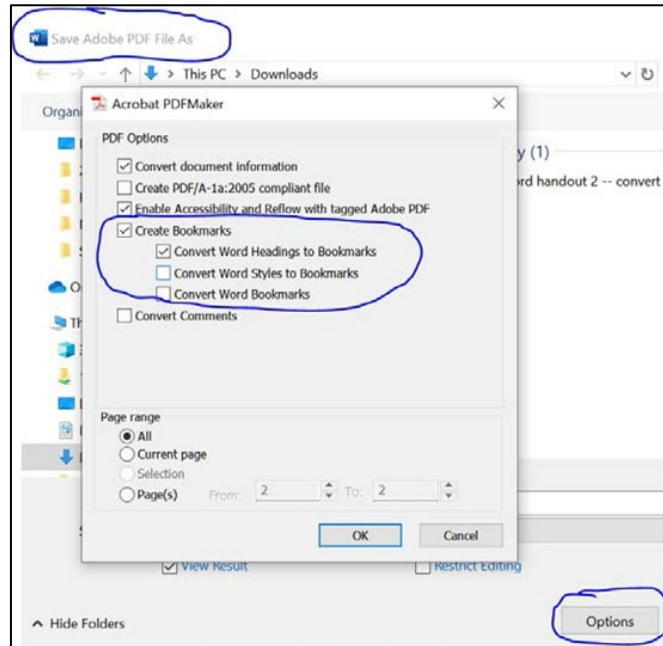 Save Adobe PDF File As
This PC > Downloads
Organi
Acrobat PDFMaker
PDF Options
y (1)
Convert document information
ord handout 2 -- convert
Create PDF/A-1a:2005 compliant file
Enable Accessibility and Reflow with tagged Adobe PDF
Create Bookmarks
Convert Word Headings to Bookmarks
Convert Word Styles to Bookmarks
Convert Word Bookmarks
Convert Comments
Th
Page range
All
Current page
Selection
Page(s) From: 2 To: 2
OK Cancel
View Result Restrict Editing
Hide Folders Options